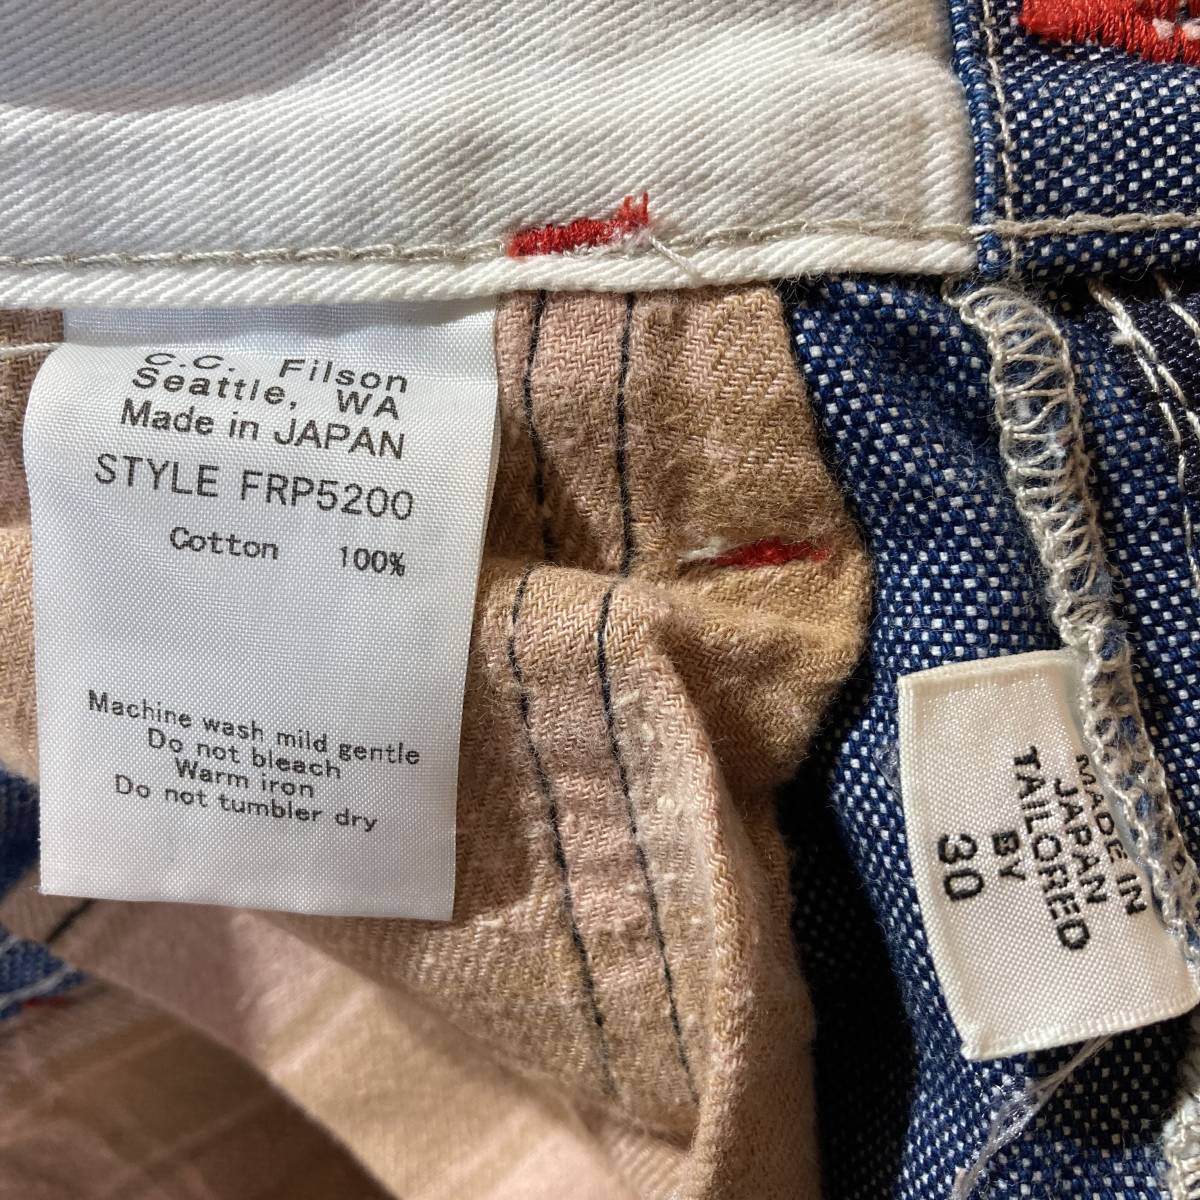 C.C. Filson
Seattle, WA
Made in JAPAN
STYLE FRP5200
Cotton 100%
Machine wash mild gentle
Do not bleach
Warm iron
Do not tumbler dry
MADE IN
JAPAN
TAILORED
BY
30